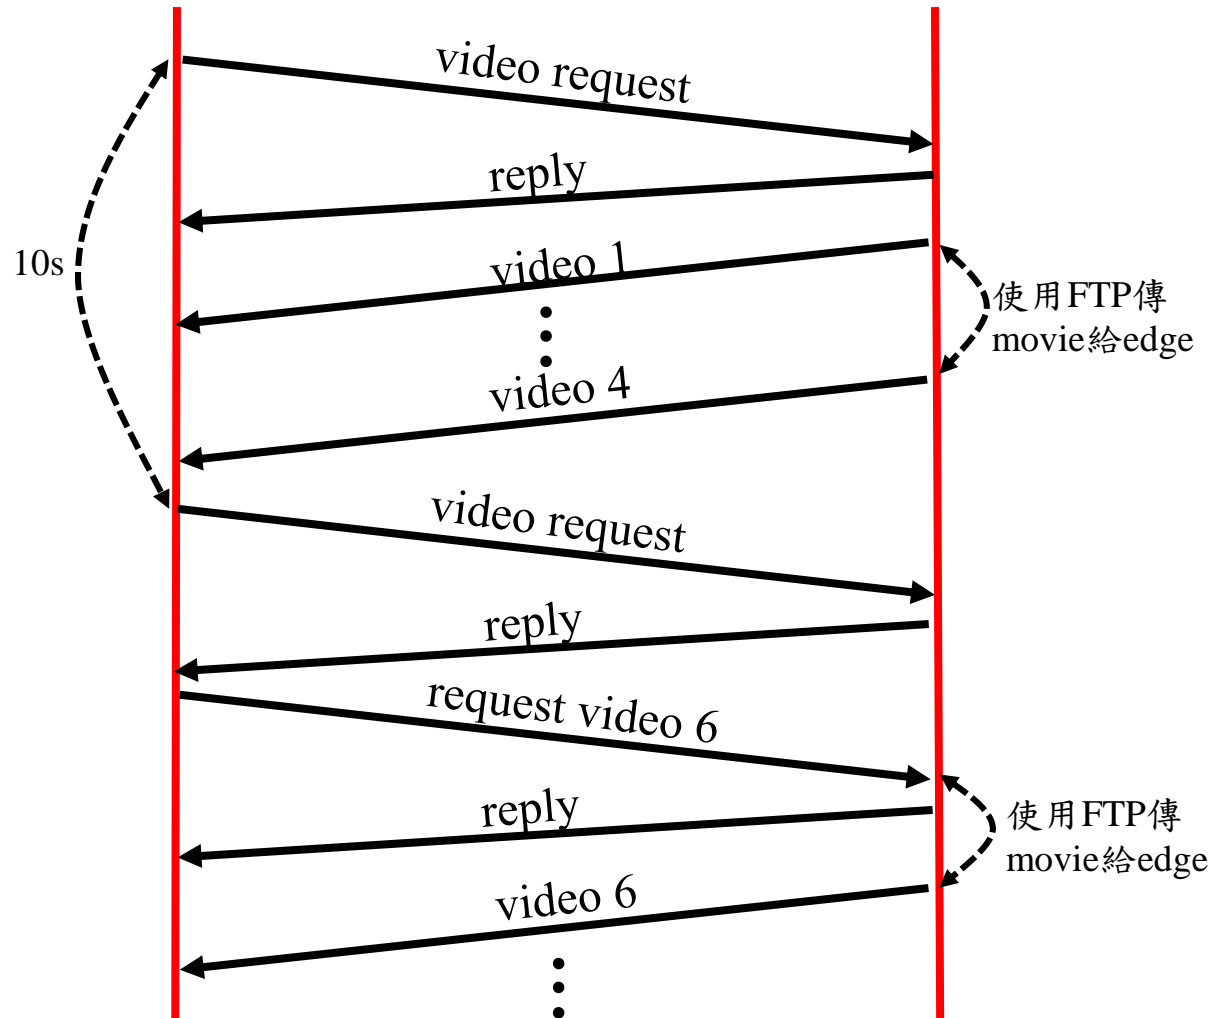 video request
reply
10s
video 1
使用FTP傳
movie給edge
video 4
video request
reply
request video 6
reply
使用FTP傳
movie給edge
video 6